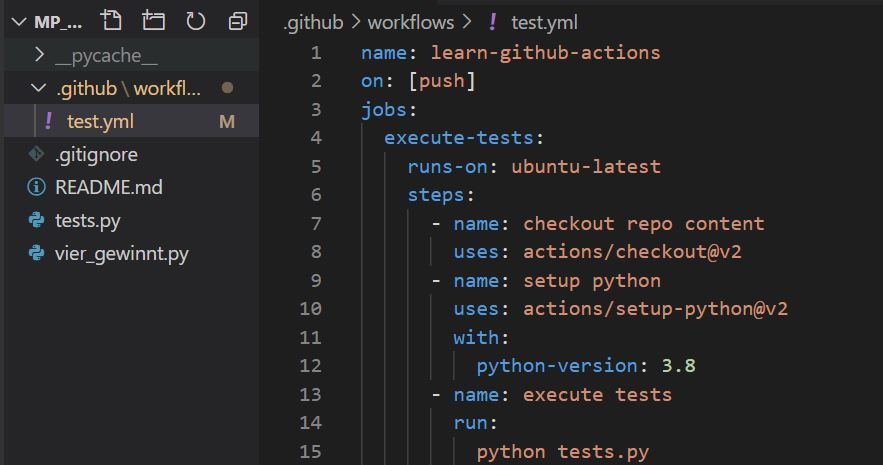 MP_...
__pycache__
.github\workfl...
! test.yml M
.gitignore
README.md
tests.py
vier_gewinnt.py
.github > workflows > ! test.yml
1 name: learn-github-actions
2 on: [push]
3 jobs:
4 execute-tests:
5 runs-on: ubuntu-latest
6 steps:
7 - name: checkout repo content
8 uses: actions/checkout@v2
9 - name: setup python
10 uses: actions/setup-python@v2
11 with:
12 python-version: 3.8
13 - name: execute tests
14 run:
15 python tests.py